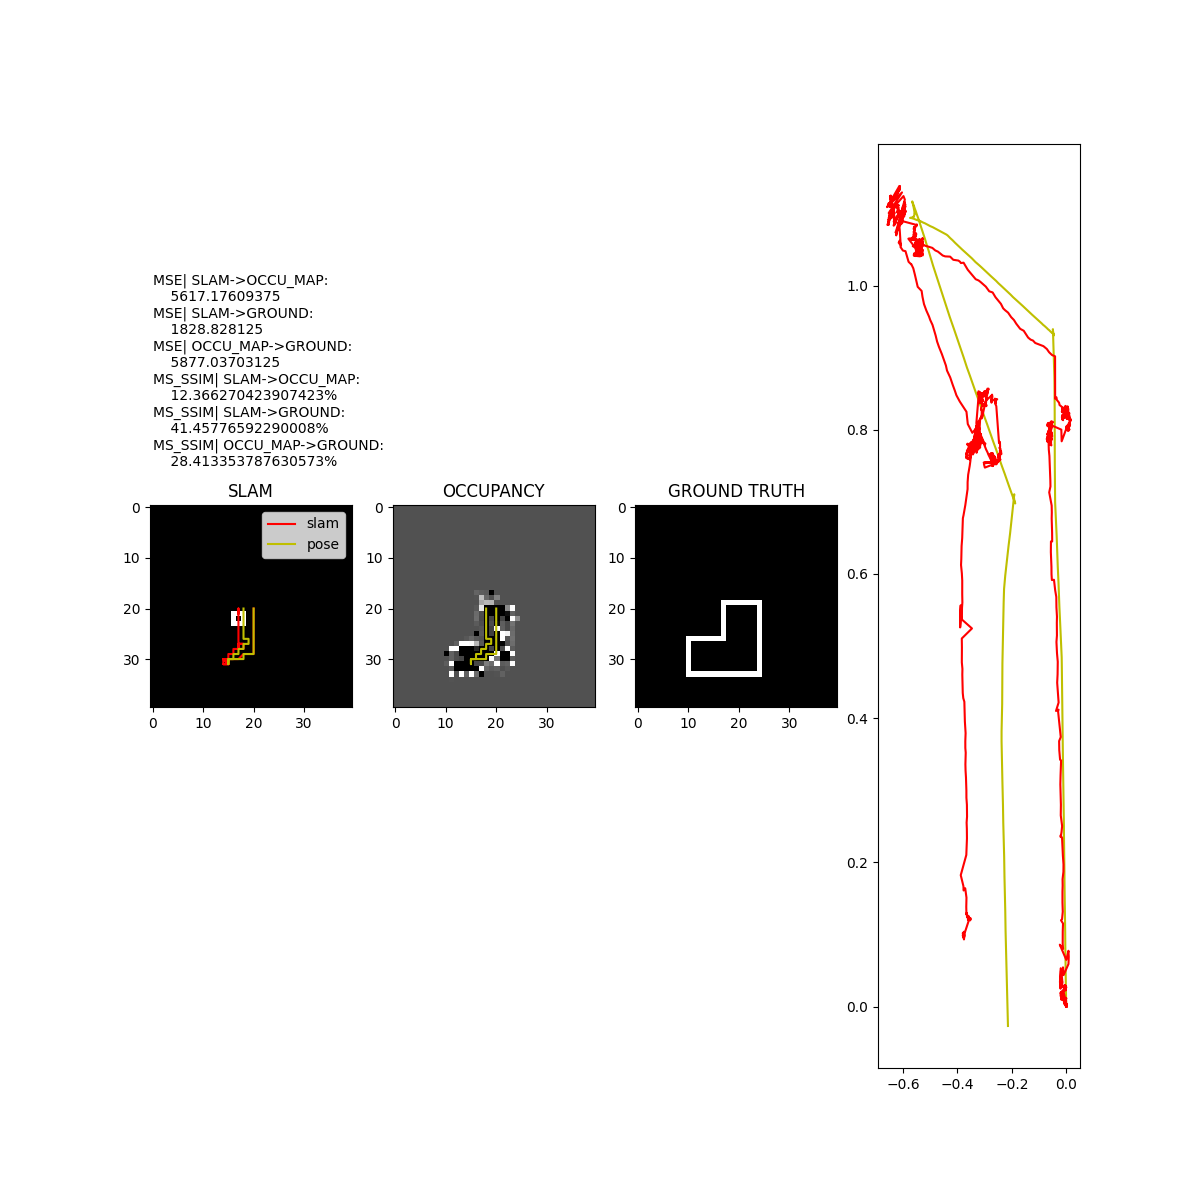 MSE| SLAM->OCCU_MAP:
5617.17609375
MSE| SLAM->GROUND:
1828.828125
MSE| OCCU_MAP->GROUND:
5877.03703125
MS_SSIM| SLAM->OCCU_MAP:
12.366270423907423%
MS_SSIM| SLAM->GROUND:
41.45776592290008%
MS_SSIM| OCCU_MAP->GROUND:
28.413353787630573%
SLAM
slam
pose
0
10
20
30
0 10 20 30
OCCUPANCY
0
10
20
30
0 10 20 30
GROUND TRUTH
0
10
20
30
0 10 20 30
1.0
0.8
0.6
0.4
0.2
0.0
−0.6 −0.4 −0.2 0.0